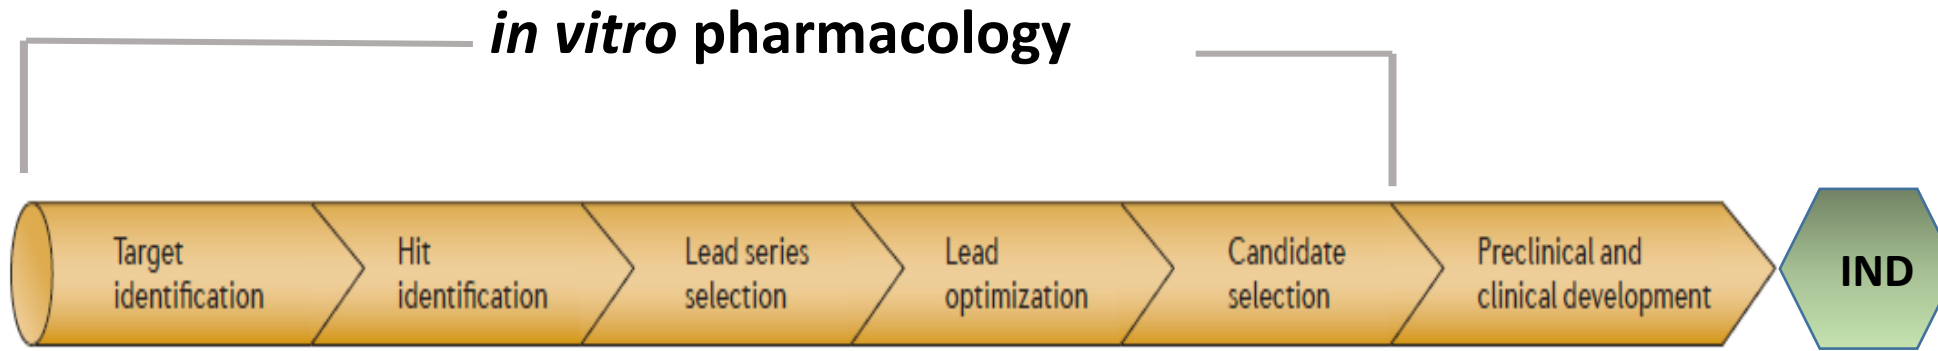 in vitro pharmacology
Target
identification
Hit
identification
Lead series
selection
Lead
optimization
Candidate
selection
Preclinical and
clinical development
IND